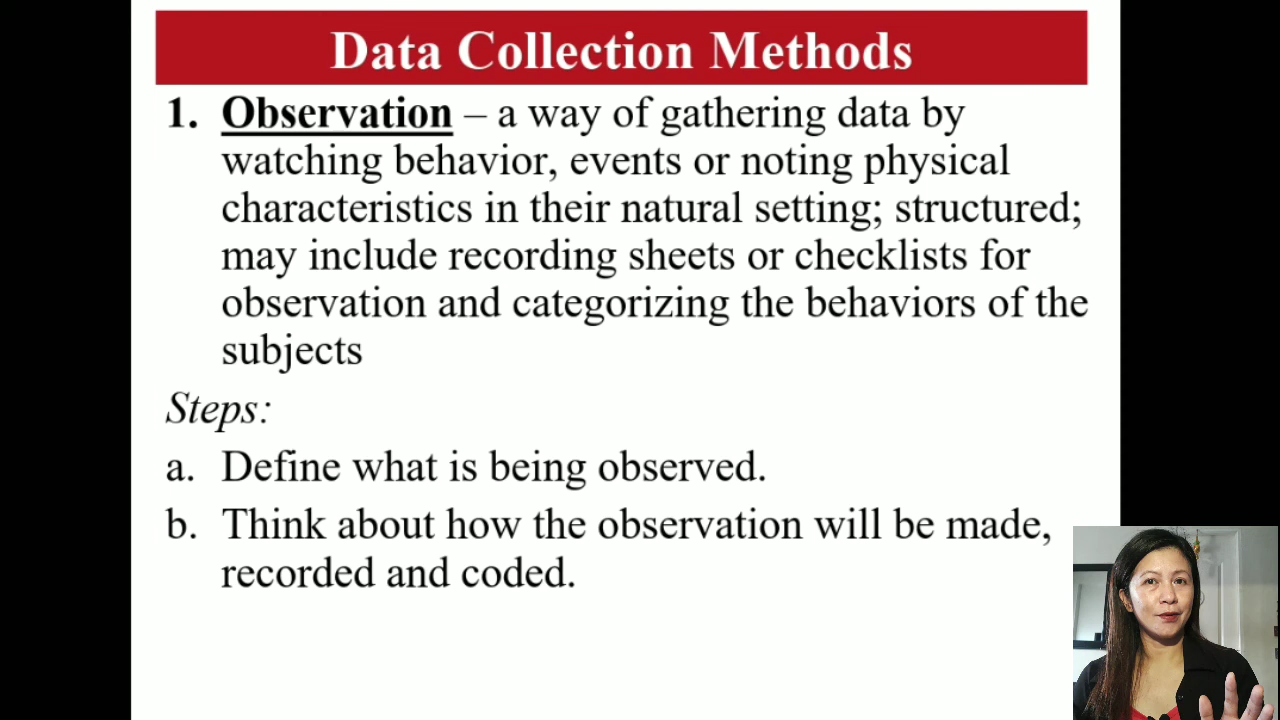 Data Collection Methods
1. Observation – a way of gathering data by
watching behavior, events or noting physical
characteristics in their natural setting; structured;
may include recording sheets or checklists for
observation and categorizing the behaviors of the
subjects
Steps:
a. Define what is being observed.
b. Think about how the observation will be made,
recorded and coded.